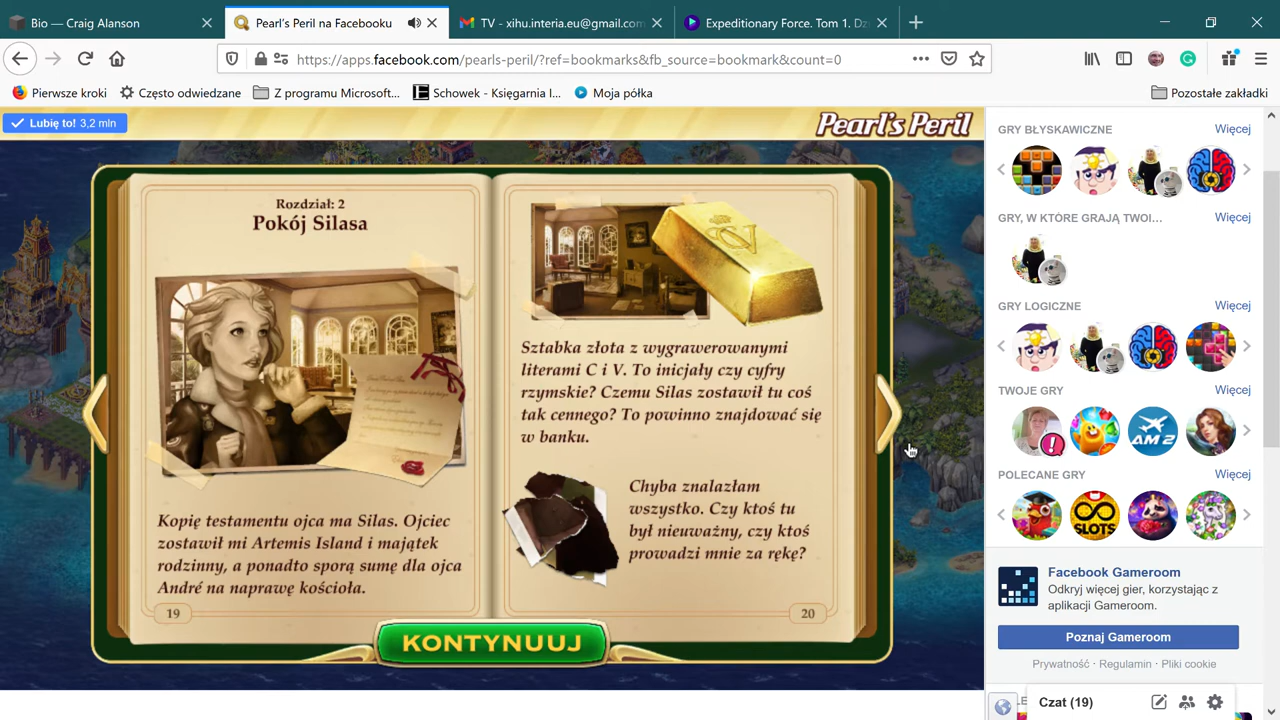 Bio — Craig Alanson
Pearl's Peril na Facebooku
TV - xihu.interia.eu@gmail.com
Expeditionary Force. Tom 1. Dz
https://apps.facebook.com/pearls-peril/?ref=bookmarks&fb_source=bookmark&count=0
Pierwsze kroki
Często odwiedzane
Z programu Microsoft...
Schowek - Księgarnia I...
Moja półka
Pozostałe zakładki
Lubię to! 3,2 mln
Pearl's Peril
Rozdział: 2
Pokój Silasa
Kopię testamentu ojca ma Silas. Ojciec
zostawił mi Artemis Island i majątek
rodzinny, a ponadto sporą sumę dla ojca
André na naprawę kościoła.
19
CV
Sztabka złota z wygrawerowanymi
literami C i V. To inicjały czy cyfry
rzymskie? Czemu Silas zostawił tu coś
tak cennego? To powinno znajdować się
w banku.
Chyba znalazłam
wszystko. Czy ktoś tu
był nieuważny, czy ktoś
prowadzi mnie za rękę?
20
KONTYNUUJ
GRY BŁYSKAWICZNE
Więcej
GRY, W KTÓRE GRAJĄ TWOI...
Więcej
GRY LOGICZNE
Więcej
TWOJE GRY
Więcej
AM 2
POLECANE GRY
Więcej
SLOTS
Facebook Gameroom
Odkryj więcej gier, korzystając z
aplikacji Gameroom.
Poznaj Gameroom
Prywatność · Regulamin · Pliki cookie
Czat (19)